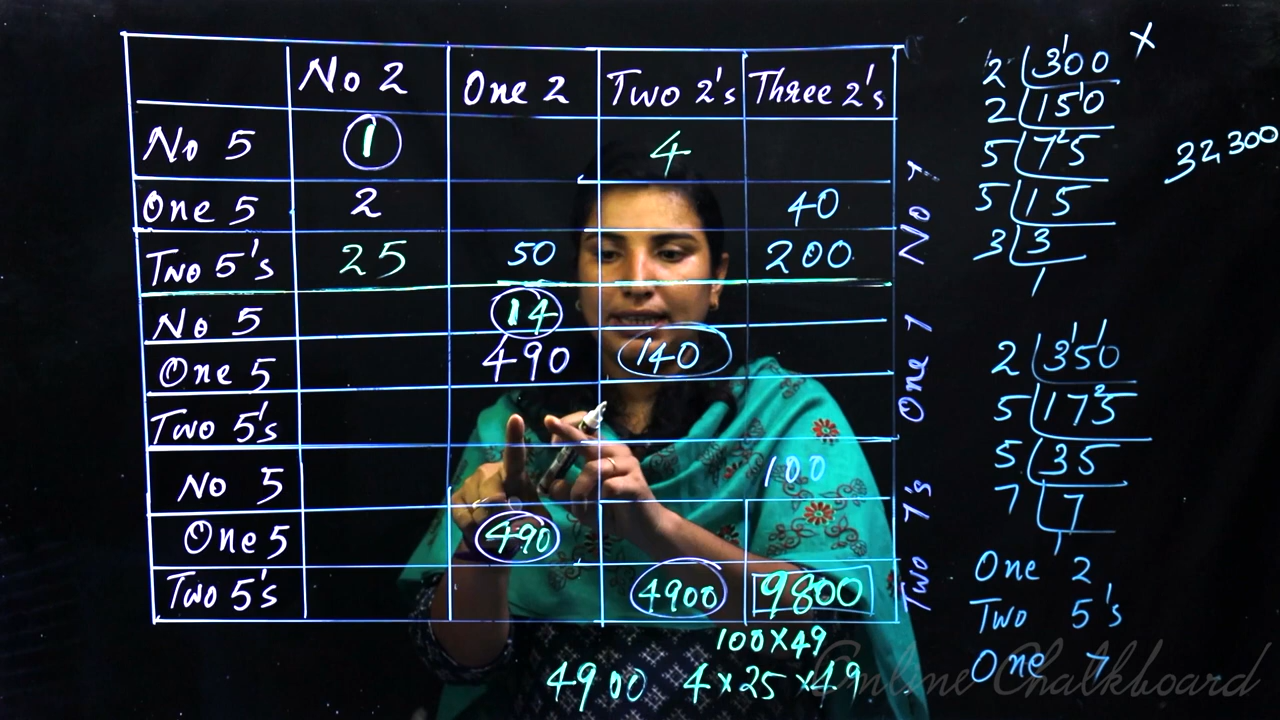 No 2 One 2 Two 2's Three 2's
No 5 1 4
One 5 2 40
Two 5's 25 50 200
No 5 14
One 5 490 140
Two 5's
No 5 100
One 5 490
Two 5's 4900 9800
No 7
One 7
Two 7's
100×49
4900 4×25×49
2 300 ×
2 150
5 75
5 15
3 3
1
32,300
2 350
5 175
5 35
7 7
1
One 2
Two 5's
One 7
Online Chalkboard